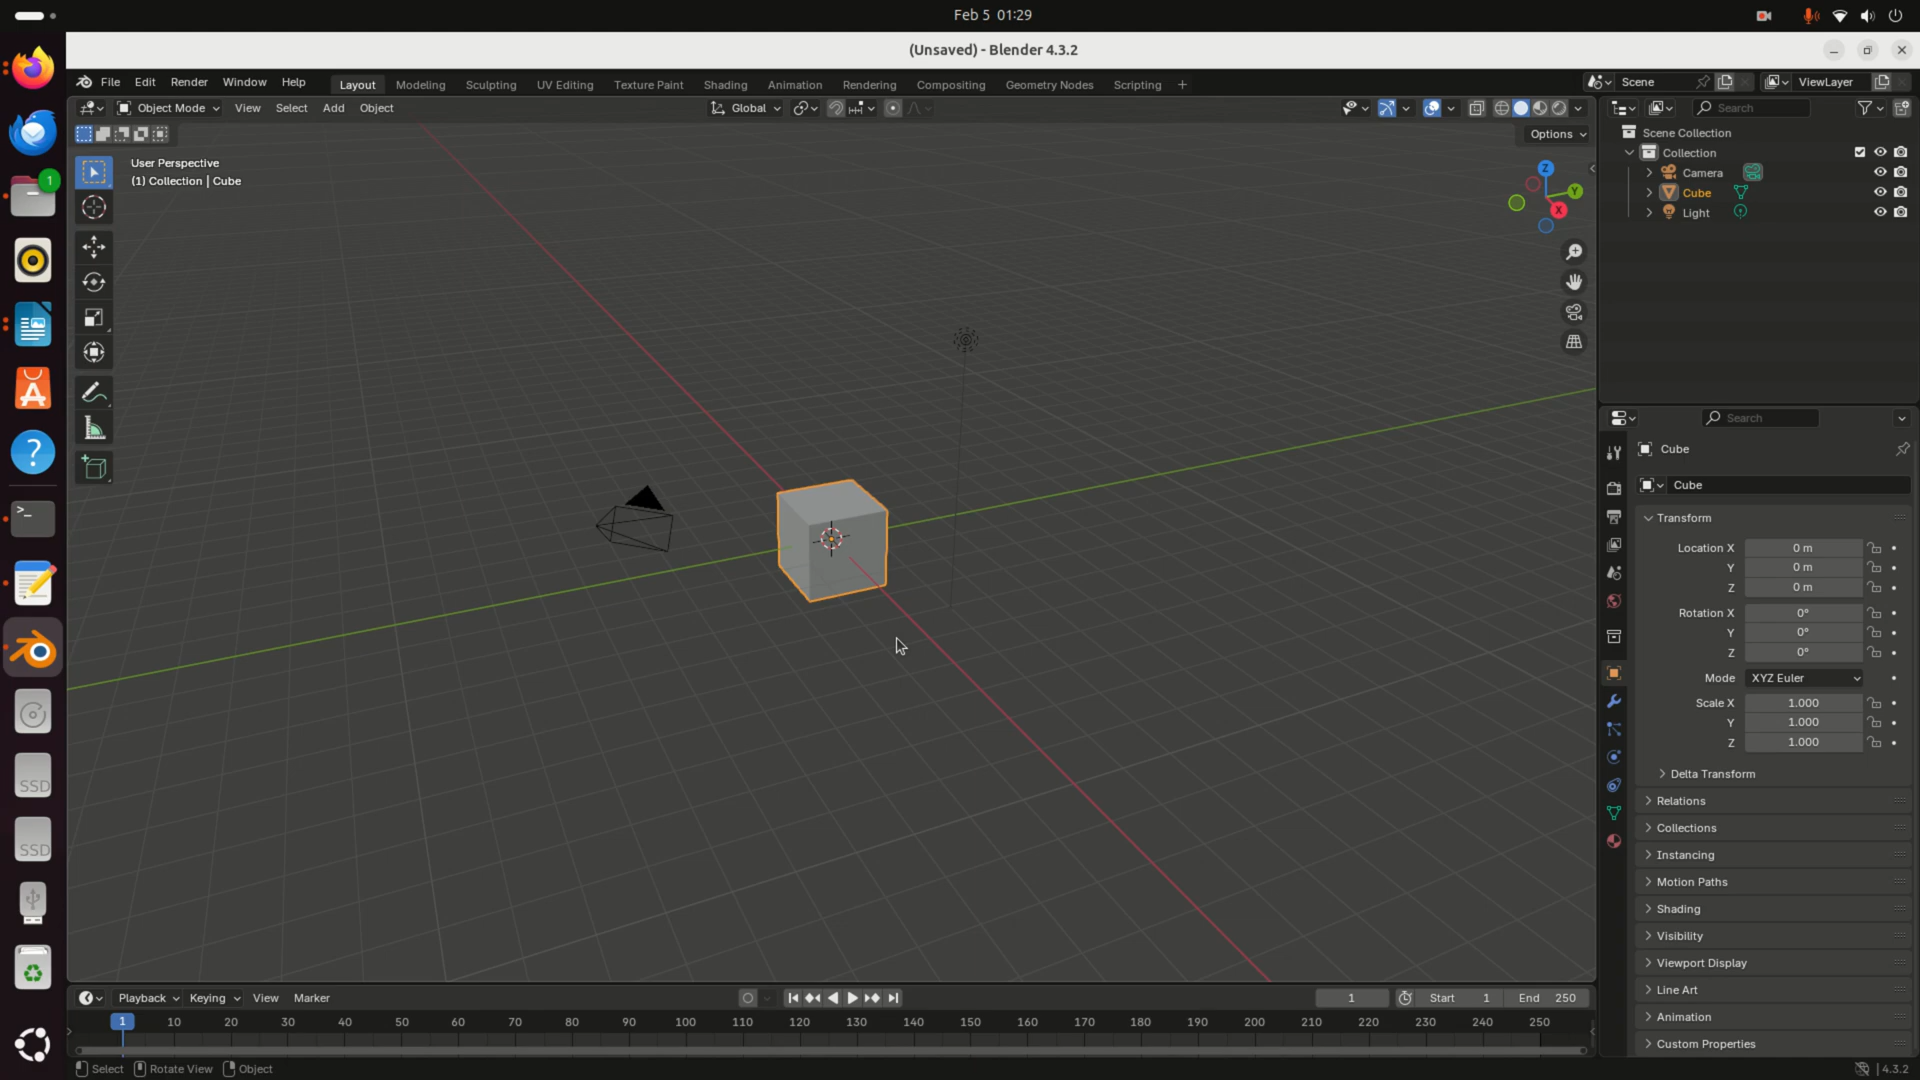 Feb 5 01:29
(Unsaved) - Blender 4.3.2
File Edit Render Window Help
Layout Modeling Sculpting UV Editing Texture Paint Shading Animation Rendering Compositing Geometry Nodes Scripting +
Scene
ViewLayer
Object Mode View Select Add Object
Global
Search
Options
User Perspective
(1) Collection | Cube
Z
Y
X
Scene Collection
Collection
Camera
Cube
Light
1
A
?
>_
SSD
SSD
Search
Cube
Cube
Transform
Location X 0 m
Y 0 m
Z 0 m
Rotation X 0°
Y 0°
Z 0°
Mode XYZ Euler
Scale X 1.000
Y 1.000
Z 1.000
Delta Transform
Relations
Collections
Instancing
Motion Paths
Shading
Visibility
Viewport Display
Line Art
Animation
Custom Properties
Playback Keying View Marker
1 Start 1 End 250
1 10 20 30 40 50 60 70 80 90 100 110 120 130 140 150 160 170 180 190 200 210 220 230 240 250
Select Rotate View Object
4.3.2